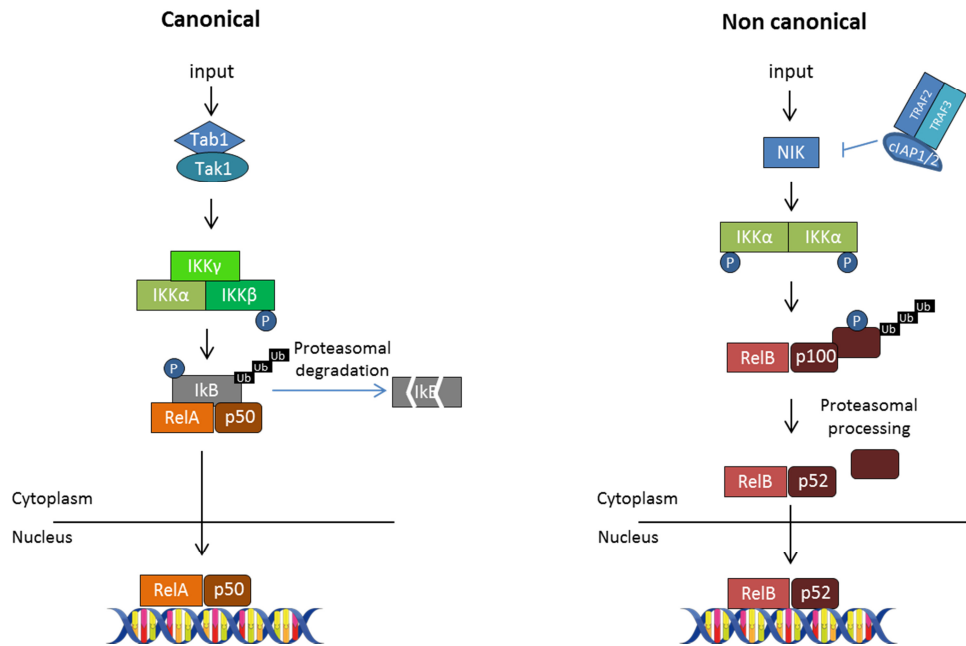 Canonical
input
Tab1
Tak1
IKKγ
IKKα
IKKβ
P
P
Ub
Ub
Ub
IkB
RelA
p50
Proteasomal
degradation
IkB
Cytoplasm
Nucleus
RelA
p50
Non canonical
input
TRAF2
TRAF3
cIAP1/2
NIK
IKKα
IKKα
P
P
P
Ub
Ub
Ub
RelB
p100
Proteasomal
processing
RelB
p52
Cytoplasm
Nucleus
RelB
p52